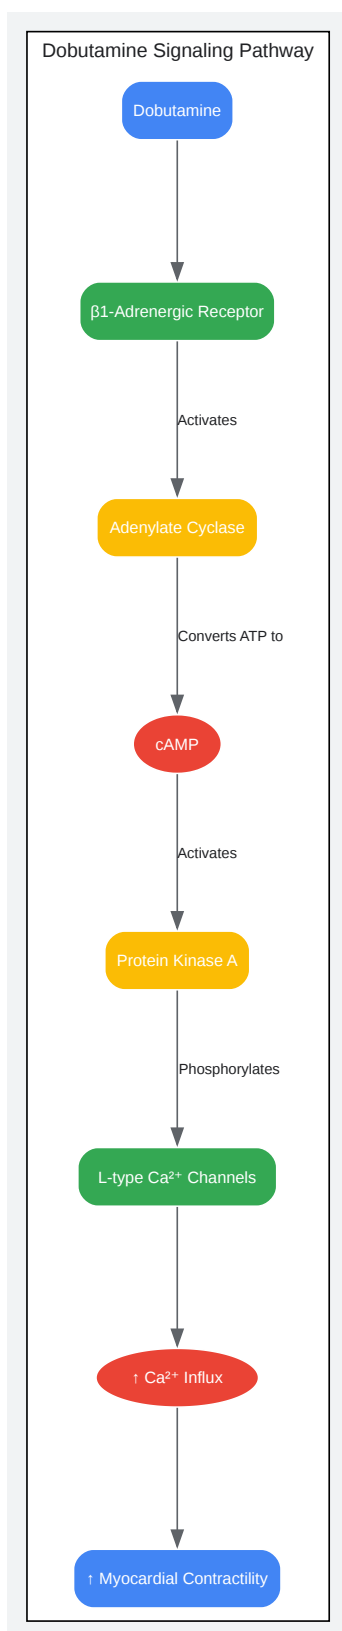 Dobutamine Signaling Pathway
Dobutamine
β1-Adrenergic Receptor
Activates
Adenylate Cyclase
Converts ATP to
cAMP
Activates
Protein Kinase A
Phosphorylates
L-type Ca²⁺ Channels
↑ Ca²⁺ Influx
↑ Myocardial Contractility